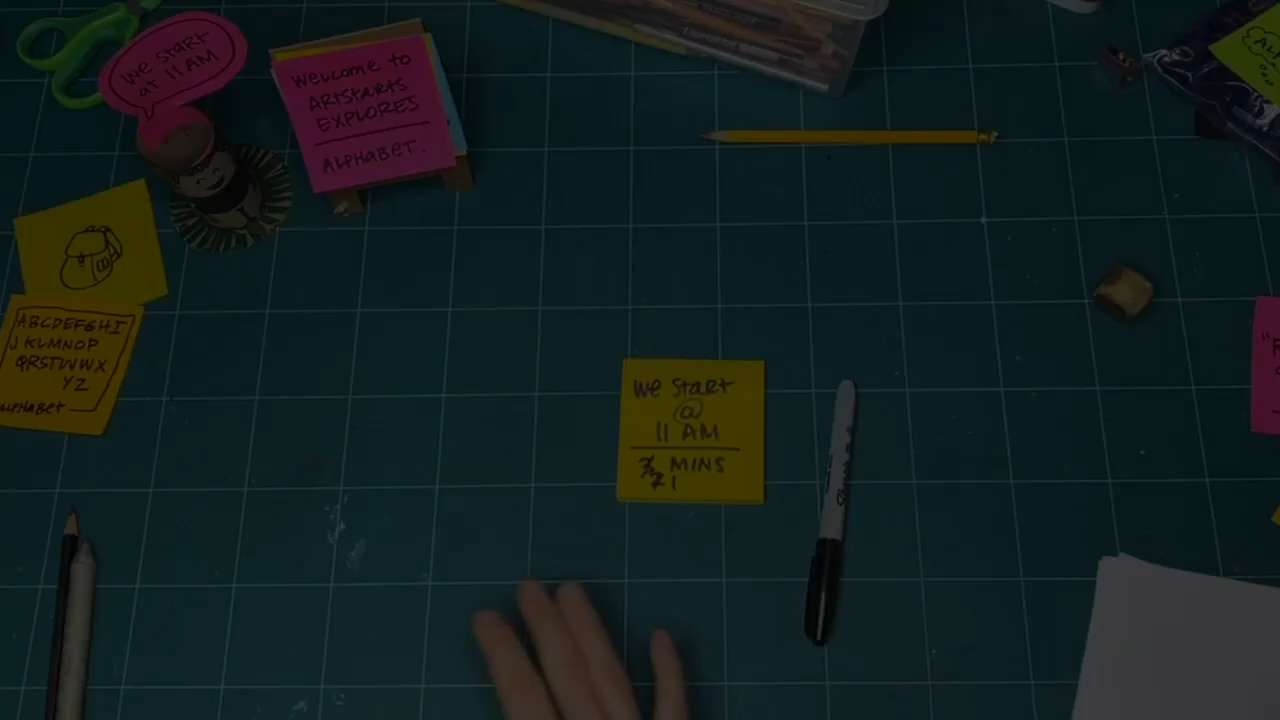 We START
at 11 AM
Welcome to
ARTSTARTS
EXPLORES
ALPHABET.
ABCDEFGHI
JKLMNOP
QRSTUVWX
YZ
ALPHABET
We START
@
11 AM
MINS
1